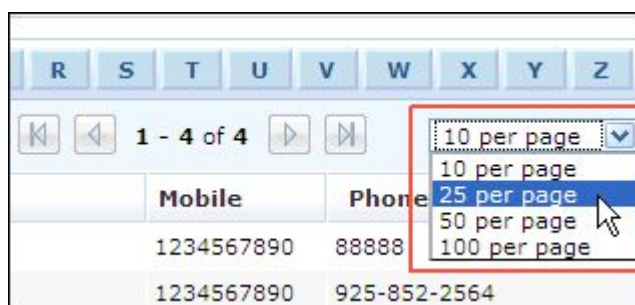 R S T U V W X Y Z
1 - 4 of 4 10 per page
10 per page
Mobile Phone 25 per page
50 per page
1234567890 88888 100 per page
1234567890 925-852-2564